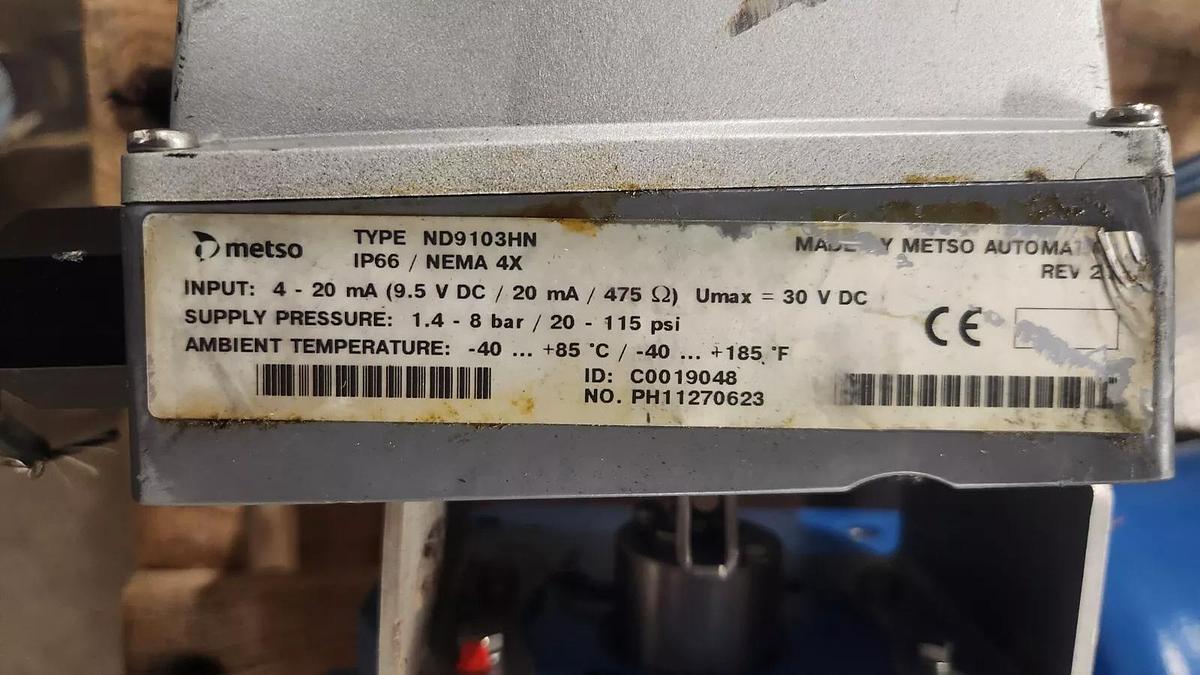 metso
TYPE ND9103HN
IP66 / NEMA 4X
INPUT: 4 - 20 mA (9.5 V DC / 20 mA / 475 Ω) Umax = 30 V DC
SUPPLY PRESSURE: 1.4 - 8 bar / 20 - 115 psi
AMBIENT TEMPERATURE: -40 ... +85 °C / -40 ... +185 °F
ID: C0019048
NO. PH11270623
METSO
REV
CE